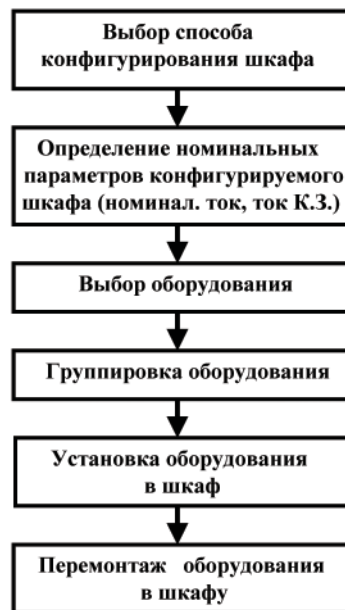 Выбор способа
конфигурирования шкафа
Определение номинальных
параметров конфигурируемого
шкафа (номинал. ток, ток К.З.)
Выбор оборудования
Группировка оборудования
Установка оборудования
в шкаф
Перемонтаж оборудования
в шкафу